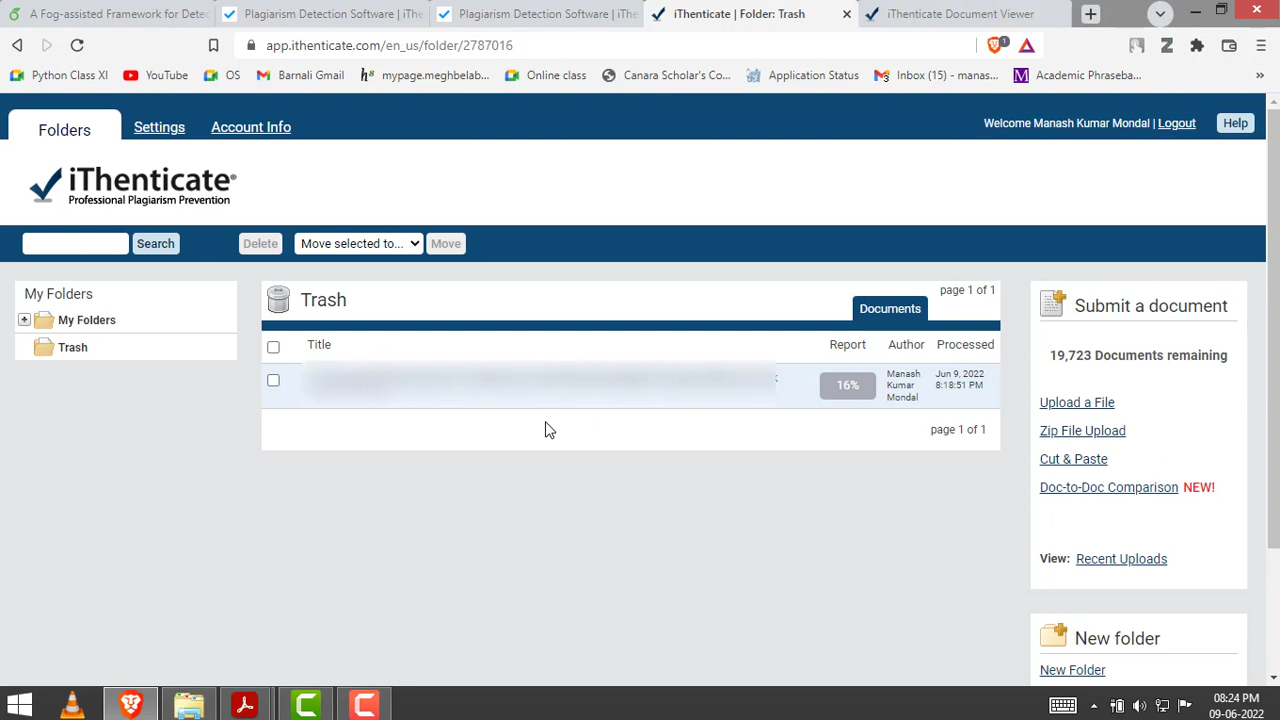 A Fog-assisted Framework for Detec
Plagiarism Detection Software | iThe
Plagiarism Detection Software | iThe
iThenticate | Folder: Trash
iThenticate Document Viewer
app.ithenticate.com/en_us/folder/2787016
1
Python Class XI
YouTube
OS
Barnali Gmail
mypage.meghbelab...
Online class
Canara Scholar's Co...
Application Status
Inbox (15) - manas...
Academic Phraseba...
Folders
Settings
Account Info
Welcome Manash Kumar Mondal | Logout
Help
iThenticate®
Professional Plagiarism Prevention
Search
Delete
Move selected to...
Move
My Folders
My Folders
Trash
Trash
page 1 of 1
Documents
Title
Report
Author
Processed
16%
Manash
Kumar
Mondal
Jun 9, 2022
8:18:51 PM
page 1 of 1
Submit a document
19,723 Documents remaining
Upload a File
Zip File Upload
Cut & Paste
Doc-to-Doc Comparison NEW!
View: Recent Uploads
New folder
New Folder
08:24 PM
09-06-2022